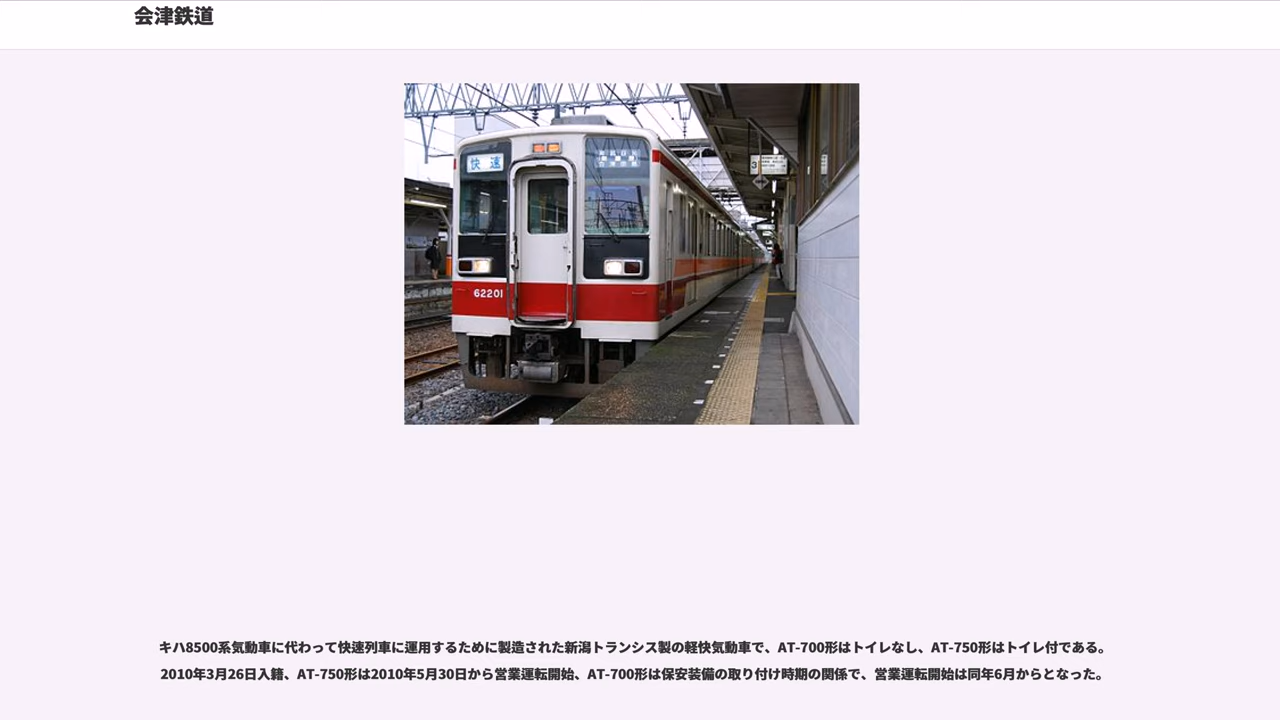 会津鉄道
快速
3
62201
キハ8500系気動車に代わって快速列車に運用するために製造された新潟トランシス製の軽快気動車で、AT-700形はトイレなし、AT-750形はトイレ付である。
2010年3月26日入籍、AT-750形は2010年5月30日から営業運転開始、AT-700形は保安装備の取り付け時期の関係で、営業運転開始は同年6月からとなった。